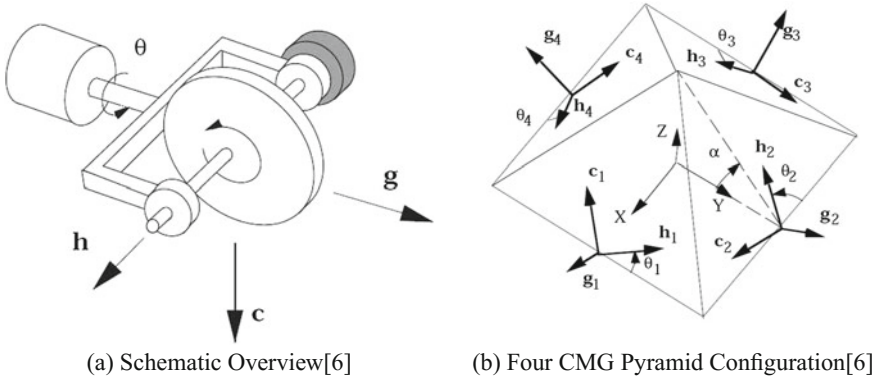 θ
g
h
c
(a) Schematic Overview[6]
g₄
c₄
h₄
θ₄
θ₃
g₃
h₃
c₃
Z
X
Y
α
h₂
θ₂
g₂
c₂
c₁
h₁
g₁
θ₁
(b) Four CMG Pyramid Configuration[6]